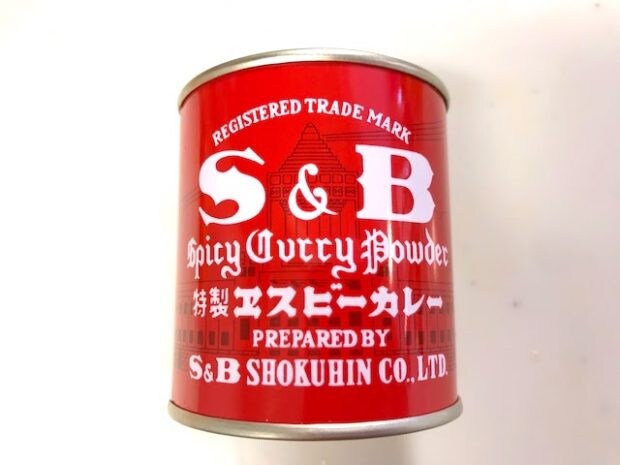 REGISTERED TRADE MARK
S & B
Spicy Curry Powder
特製 ヱスビーカレー
PREPARED BY
S&B SHOKUHIN CO., LTD.